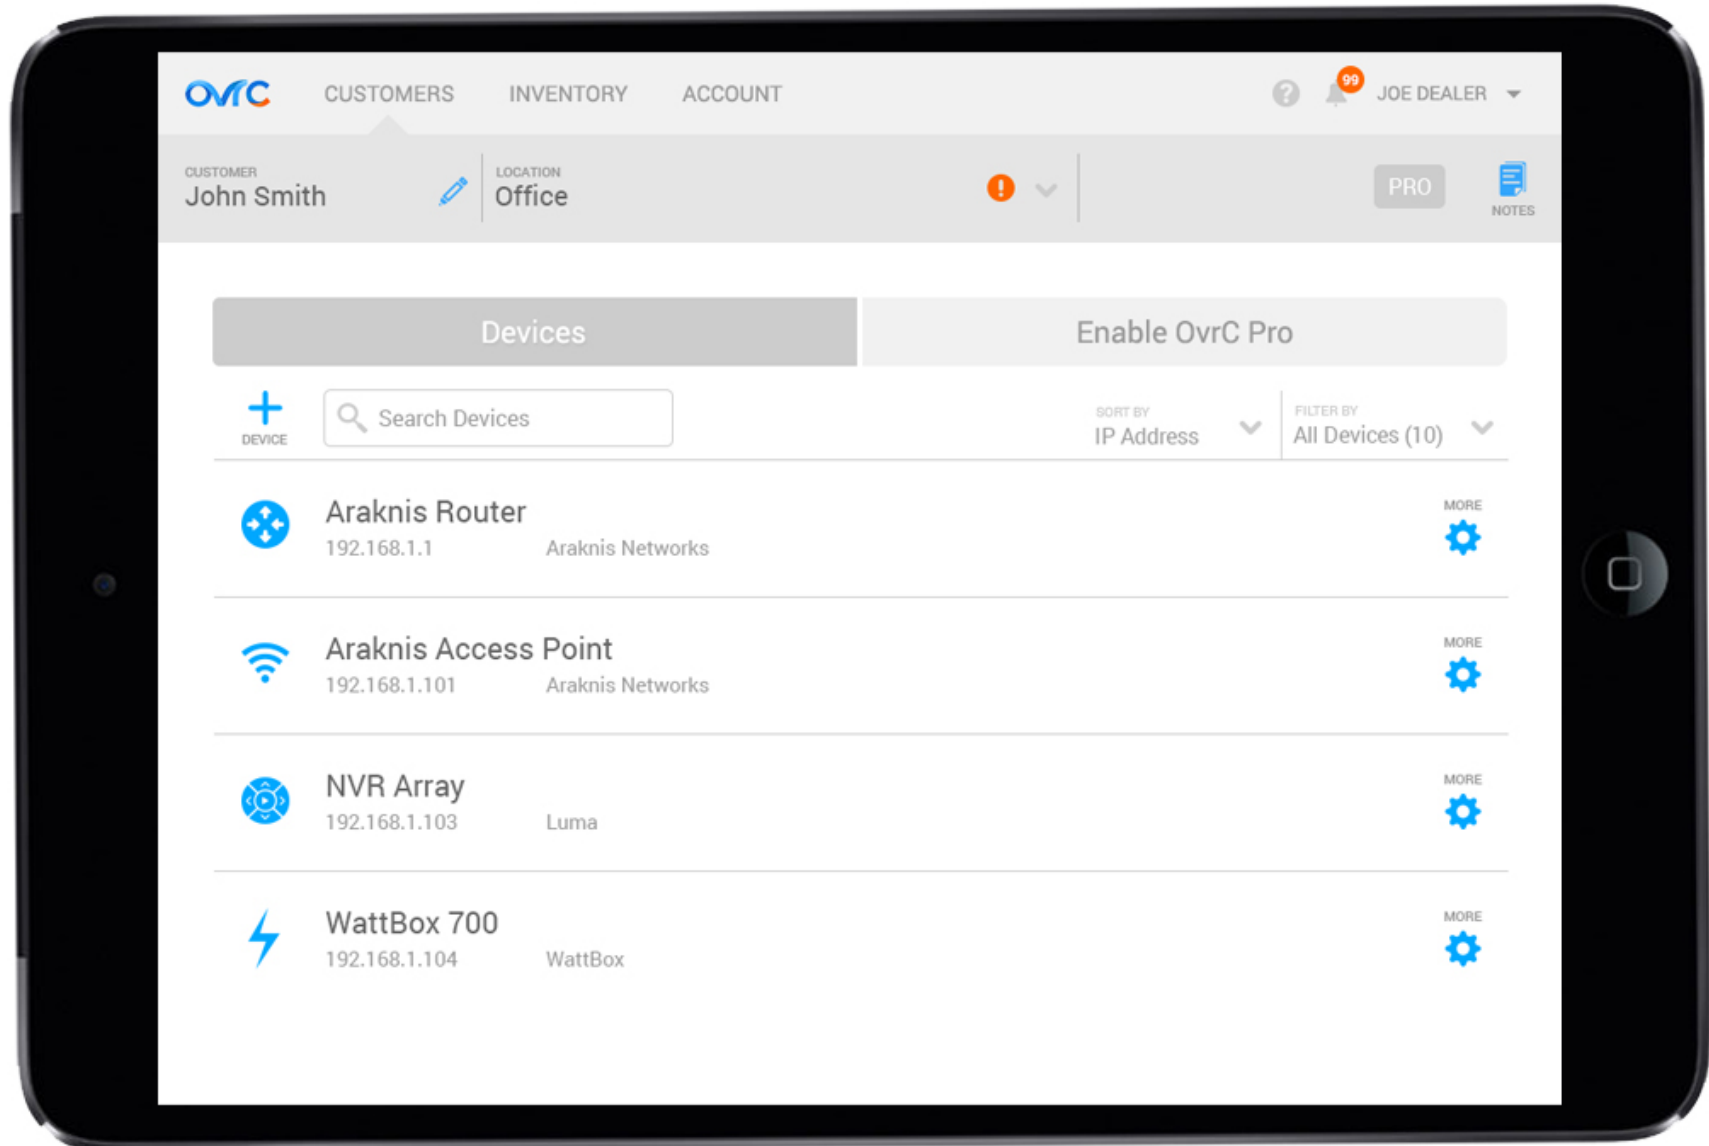 OvrC CUSTOMERS INVENTORY ACCOUNT ? 99 JOE DEALER
CUSTOMER
John Smith
LOCATION
Office
!
PRO
NOTES
Devices
Enable OvrC Pro
DEVICE
Search Devices
SORT BY
IP Address
FILTER BY
All Devices (10)
Araknis Router
192.168.1.1 Araknis Networks
MORE
Araknis Access Point
192.168.1.101 Araknis Networks
MORE
NVR Array
192.168.1.103 Luma
MORE
WattBox 700
192.168.1.104 WattBox
MORE